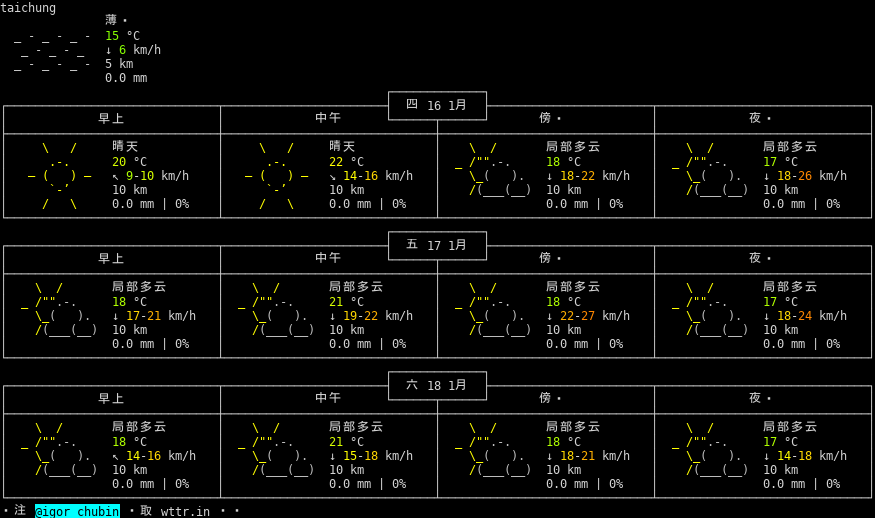 taichung
薄 ·
15 °C
↓ 6 km/h
5 km
0.0 mm
四 16 1月
早上 中午 傍 · 夜 ·
晴天 晴天 局部多云 局部多云
20 °C 22 °C 18 °C 17 °C
↖ 9-10 km/h ↘ 14-16 km/h ↓ 18-22 km/h ↓ 18-26 km/h
10 km 10 km 10 km 10 km
0.0 mm | 0% 0.0 mm | 0% 0.0 mm | 0% 0.0 mm | 0%
五 17 1月
早上 中午 傍 · 夜 ·
局部多云 局部多云 局部多云 局部多云
18 °C 21 °C 18 °C 17 °C
↓ 17-21 km/h ↓ 19-22 km/h ↓ 22-27 km/h ↓ 18-24 km/h
10 km 10 km 10 km 10 km
0.0 mm | 0% 0.0 mm | 0% 0.0 mm | 0% 0.0 mm | 0%
六 18 1月
早上 中午 傍 · 夜 ·
局部多云 局部多云 局部多云 局部多云
18 °C 21 °C 18 °C 17 °C
↖ 14-16 km/h ↓ 15-18 km/h ↓ 18-21 km/h ↓ 14-18 km/h
10 km 10 km 10 km 10 km
0.0 mm | 0% 0.0 mm | 0% 0.0 mm | 0% 0.0 mm | 0%
· 注 @igor_chubin · 取 wttr.in · ·